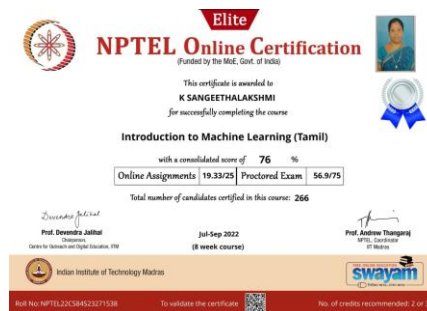 Elite
NPTEL Online Certification
(Funded by the MoE, Govt. of India)
This certificate is awarded to
K SANGEETHALAKSHMI
for successfully completing the course
Introduction to Machine Learning (Tamil)
with a consolidated score of 76 %
Online Assignments 19.33/25 Proctored Exam 56.9/75
Total number of candidates certified in this course: 266
Devendra Jalihal
Prof. Devendra Jalihal
Chairperson,
Centre for Outreach and Digital Education, IITM
Jul-Sep 2022
(8 week course)
Prof. Andrew Thangaraj
NPTEL, Coordinator
IIT Madras
Indian Institute of Technology Madras
swayam
Roll No: NPTEL22CS84S23271538
To validate the certificate
No. of credits recommended: 2 or